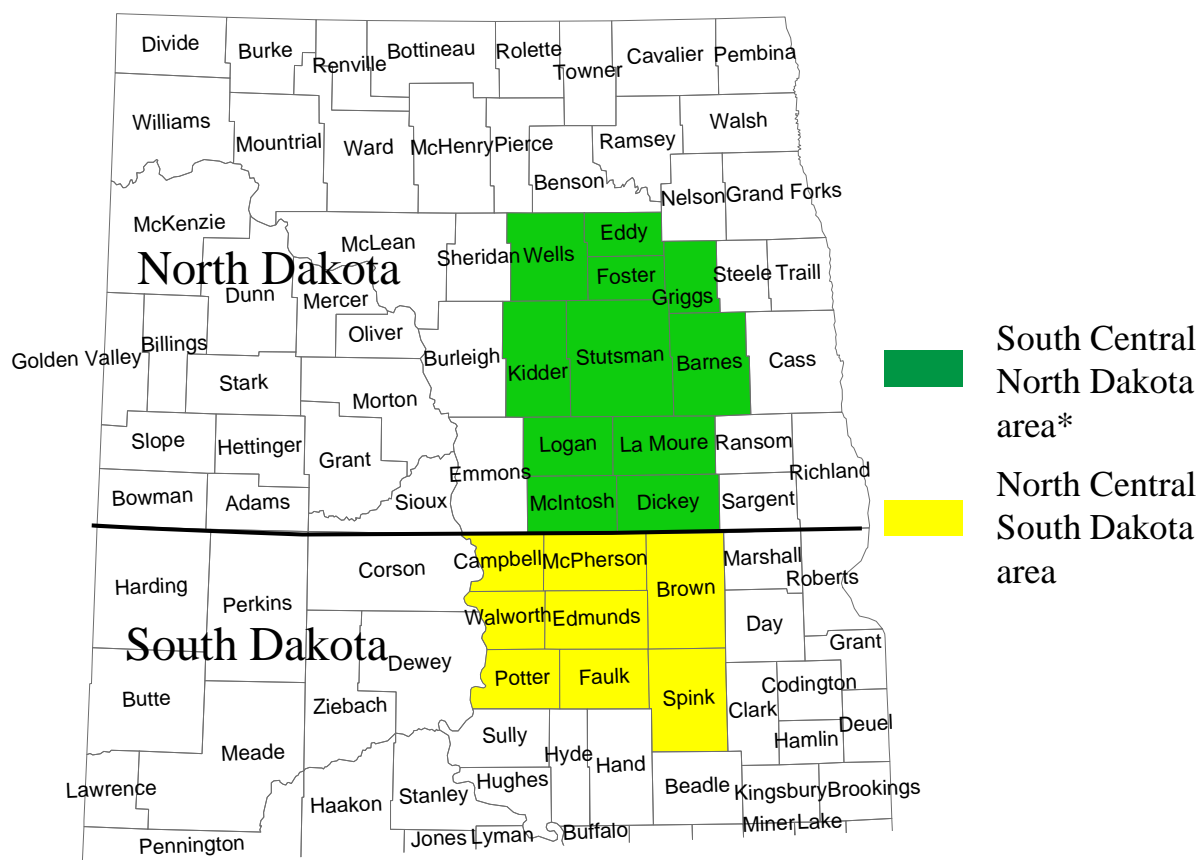 Divide
Burke
Renville
Bottineau
Rolette
Towner
Cavalier
Pembina
Williams
Mountrial
Ward
McHenry
Pierce
Benson
Ramsey
Walsh
Nelson
Grand Forks
McKenzie
McLean
Sheridan
Wells
Eddy
Foster
Griggs
Steele
Traill
North Dakota
Dunn
Mercer
Oliver
Golden Valley
Billings
Burleigh
Kidder
Stutsman
Barnes
Cass
Stark
Morton
Slope
Hettinger
Grant
Emmons
Logan
La Moure
Ransom
Richland
Bowman
Adams
Sioux
McIntosh
Dickey
Sargent
South Central
North Dakota
area*
North Central
South Dakota
area
Harding
Perkins
Corson
Campbell
McPherson
Brown
Marshall
Roberts
Walworth
Edmunds
Day
Grant
South Dakota
Dewey
Potter
Faulk
Spink
Codington
Clark
Butte
Ziebach
Deuel
Hamlin
Meade
Sully
Hyde
Hand
Lawrence
Haakon
Stanley
Hughes
Beadle
Kingsbury
Brookings
Pennington
Jones
Lyman
Buffalo
Miner
Lake